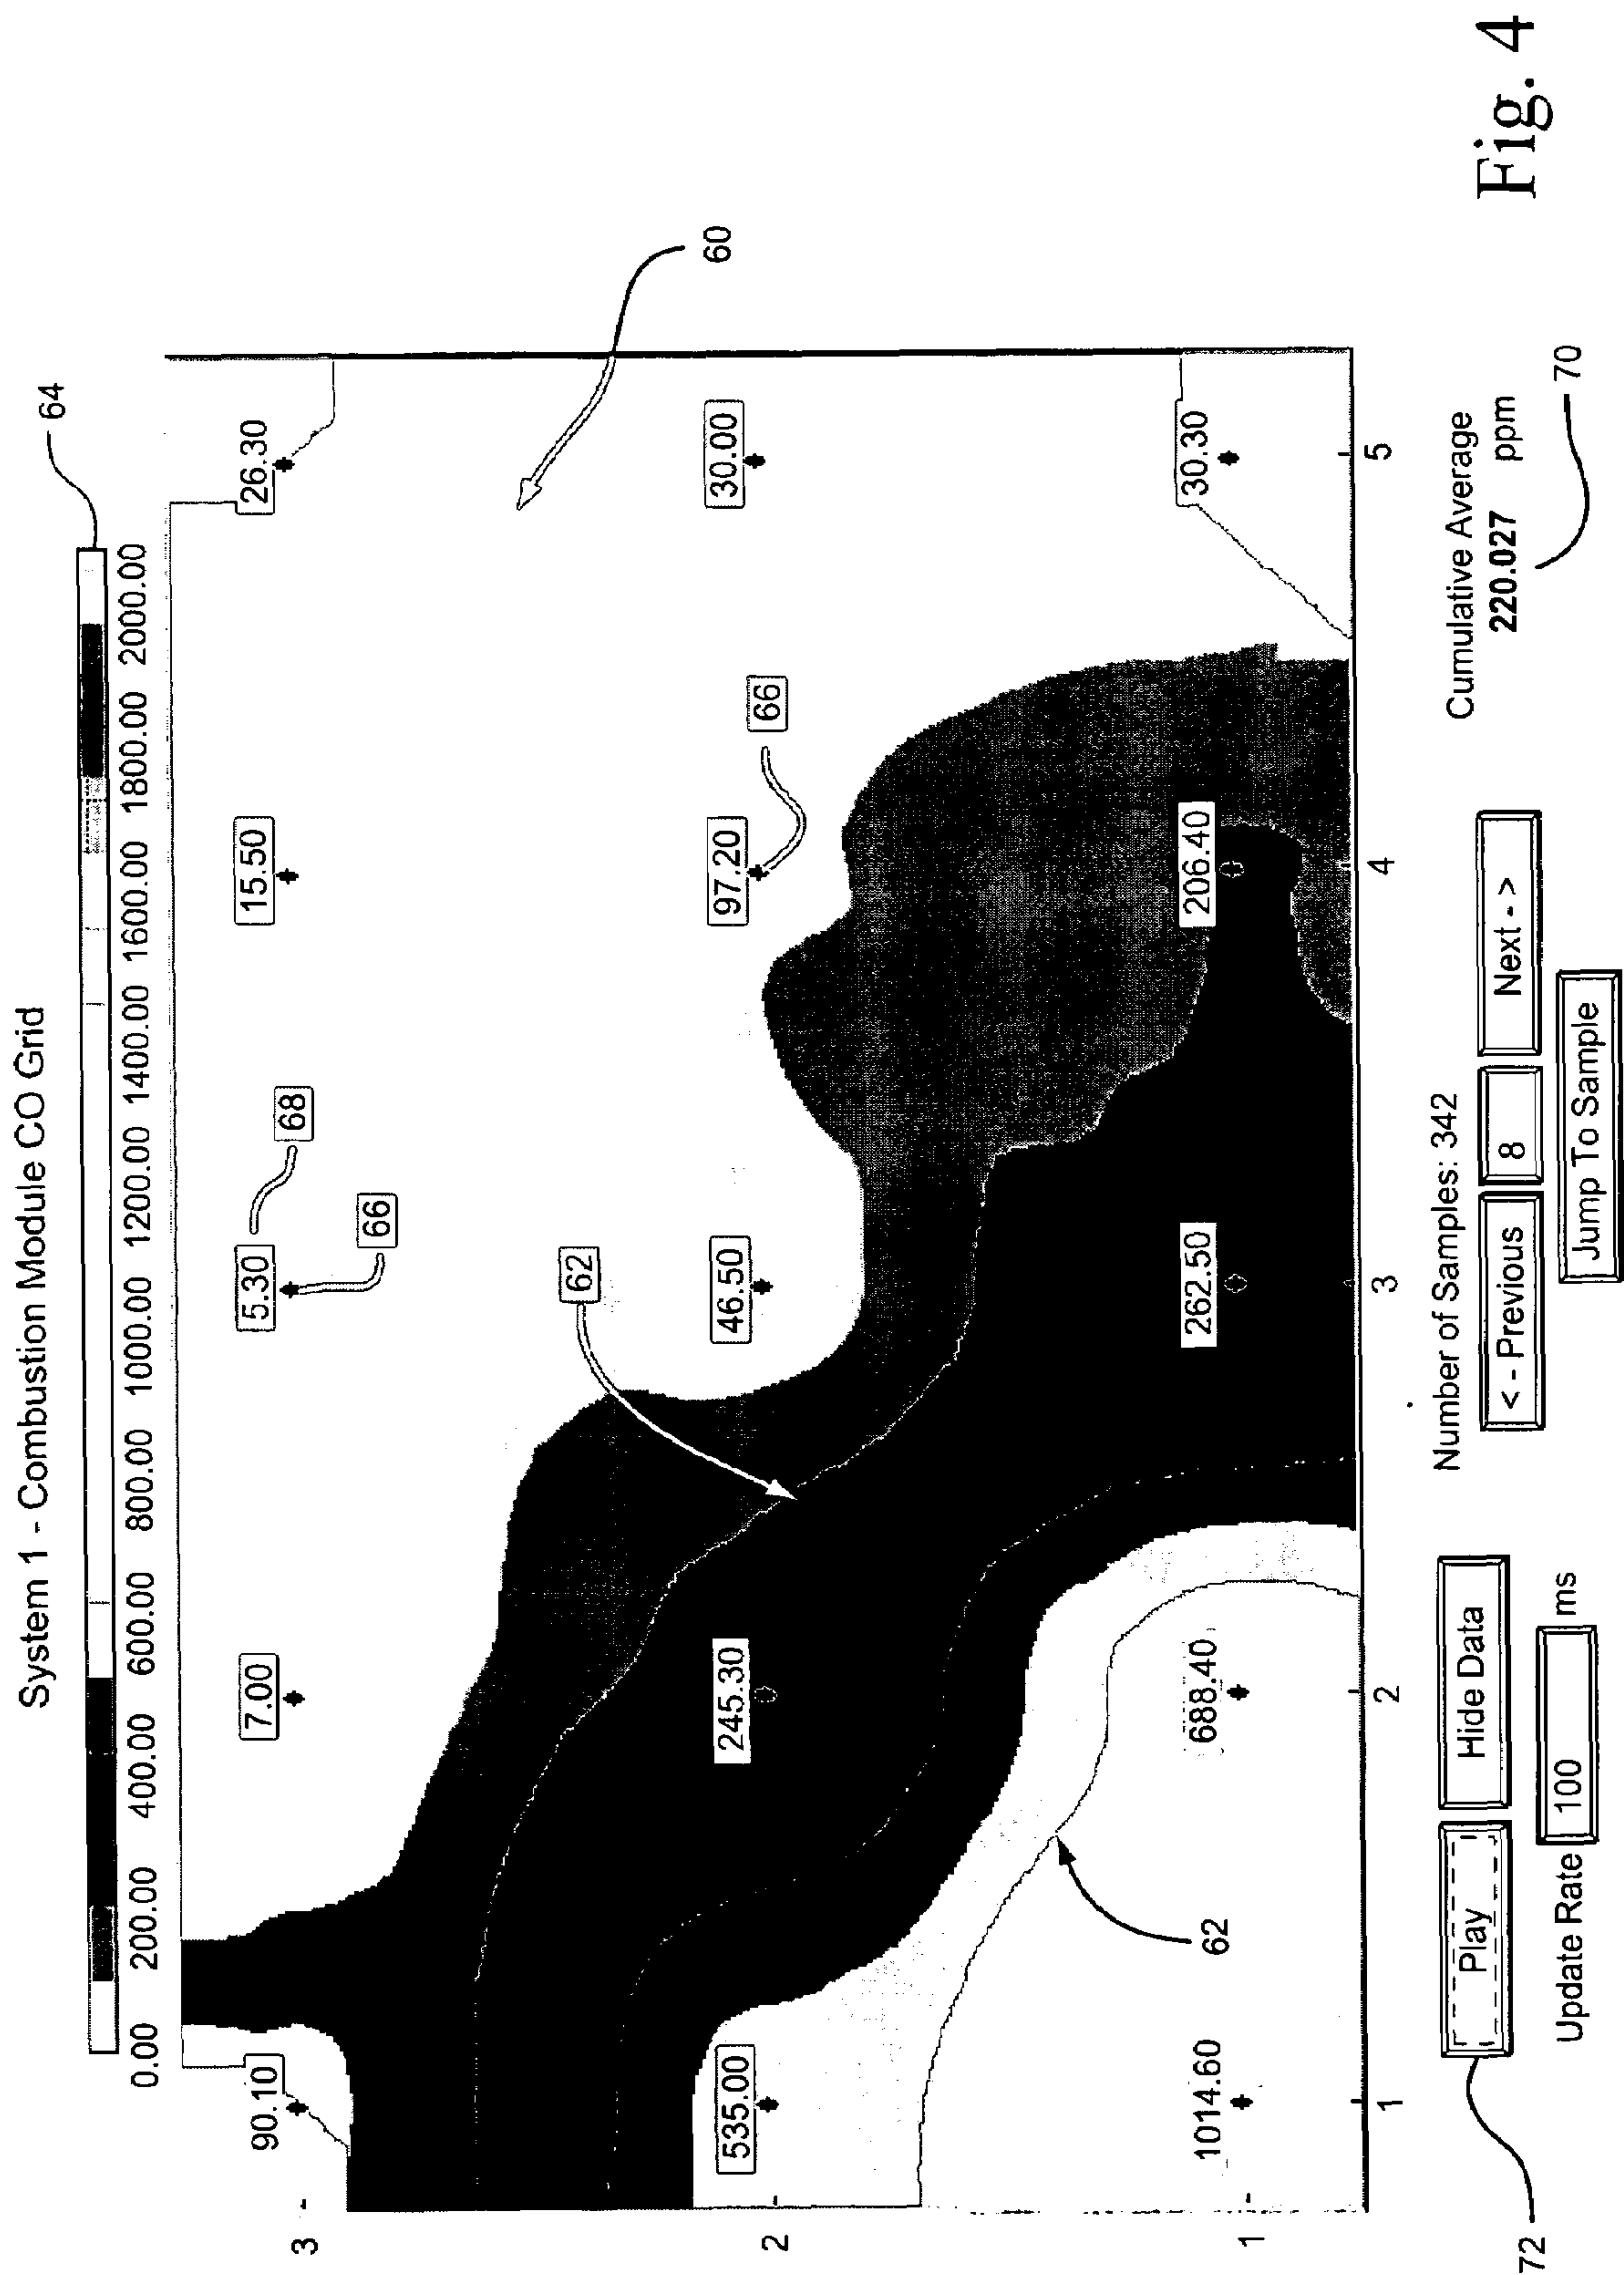 System 1 - Combustion Module CO Grid
64
0.00 200.00 400.00 600.00 800.00 1000.00 1200.00 1400.00 1600.00 1800.00 2000.00
3
90.10 7.00 5.30 15.50 26.30
68
66
62
60
2
535.00 245.30 46.50 97.20 30.00
66
1
1014.60 688.40 262.50 206.40 30.30
62
1 2 3 4 5
Play Hide Data
Update Rate 100 ms
72
Number of Samples: 342
< - Previous 8 Next - >
Jump To Sample
Cumulative Average
220.027 ppm
70
Fig. 4